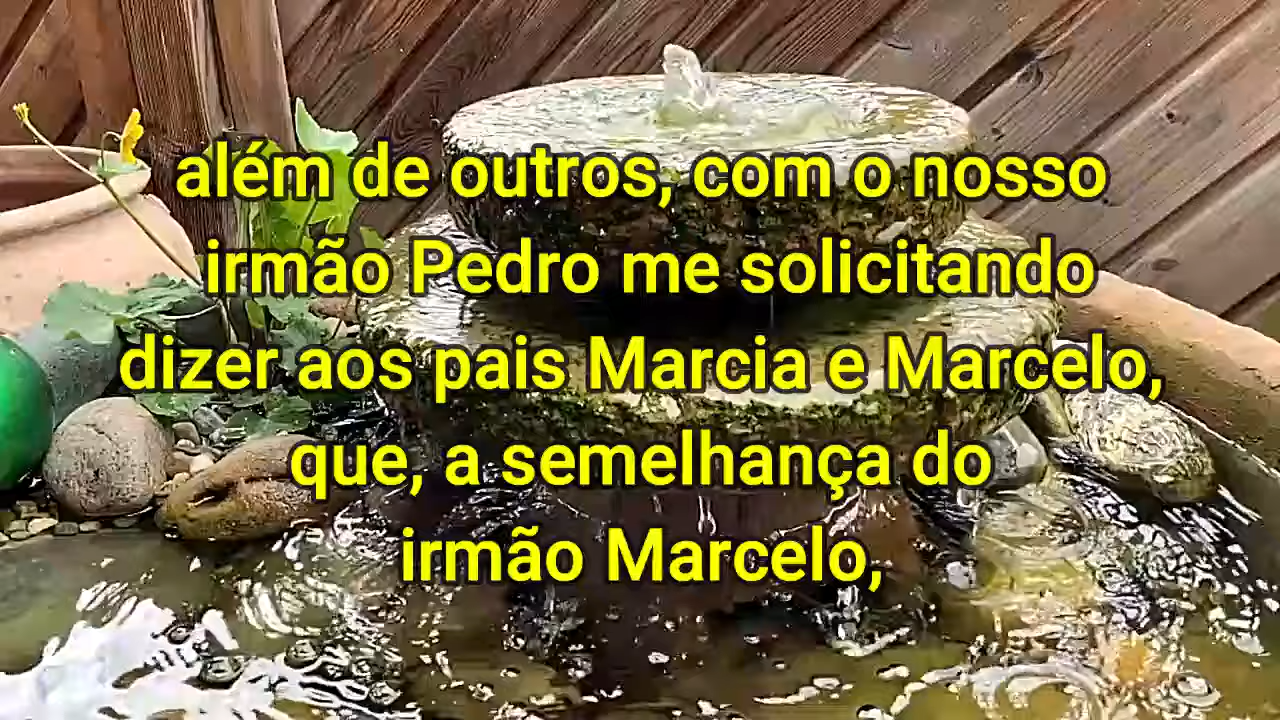 além de outros, com o nosso
irmão Pedro me solicitando
dizer aos pais Marcia e Marcelo,
que, a semelhança do
irmão Marcelo,